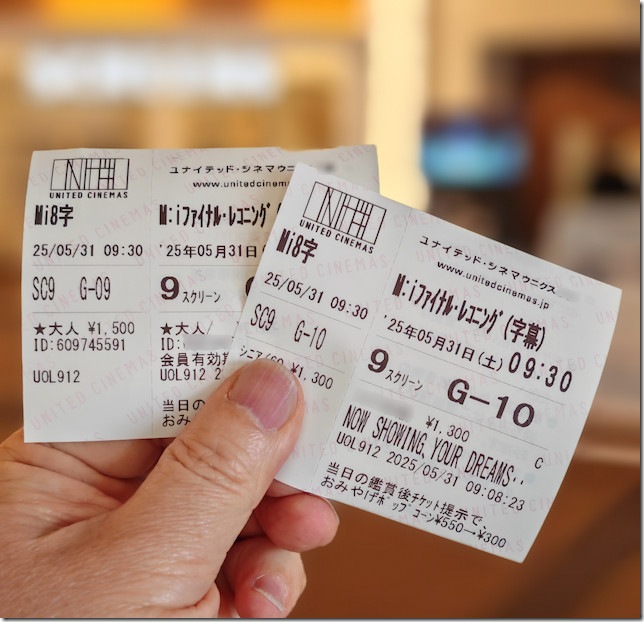 UNITED CINEMAS
Mi8字
25/05/31 09:30
SC9 G-09
★大人 ¥1,500
ID:609745591
UOL912
ユナイテッド・シネマウニ
www.unitedcinema
M:iファイナル・レコニング
'25年05月31日
9スクリーン
★大人/
ID:
会員有効期
UOL912 2
当日の
おみ
UNITED CINEMAS
Mi8字
25/05/31 09:30
SC9 G-10
シニア(60 ¥1,300
ユナイテッド・シネマウニクス
www.unitedcinemas.jp
M:iファイナル・レコニング(字幕)
'25年05月31日(土)09:30
9スクリーン G-10
¥1,300
C
NOW SHOWING,YOUR DREAMS..
UOL912 2025/05/31 09:08:23
当日の鑑賞後チケット提示で、
おみやげポップコーン¥550→¥300